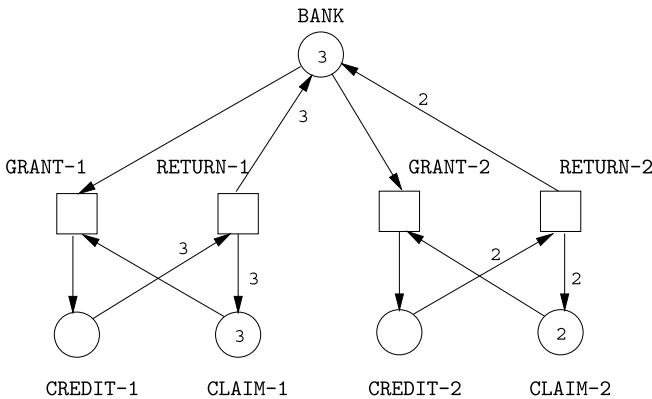 BANK
3
2
3
GRANT-1 RETURN-1 GRANT-2 RETURN-2
3 2
3 2
3 2
CREDIT-1 CLAIM-1 CREDIT-2 CLAIM-2